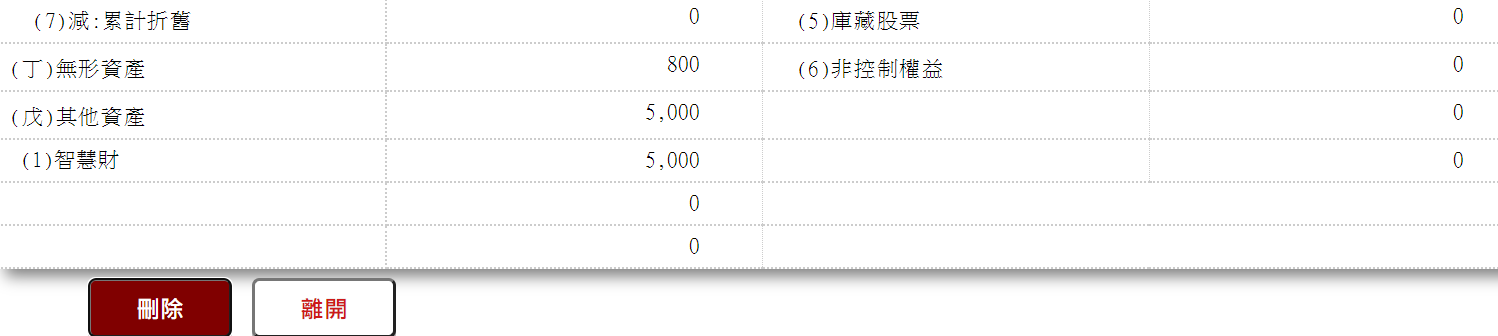 (7)減:累計折舊 0 (5)庫藏股票 0
(丁)無形資產 800 (6)非控制權益 0
(戊)其他資產 5,000 0
(1)智慧財 5,000 0
0
0
刪除 離開